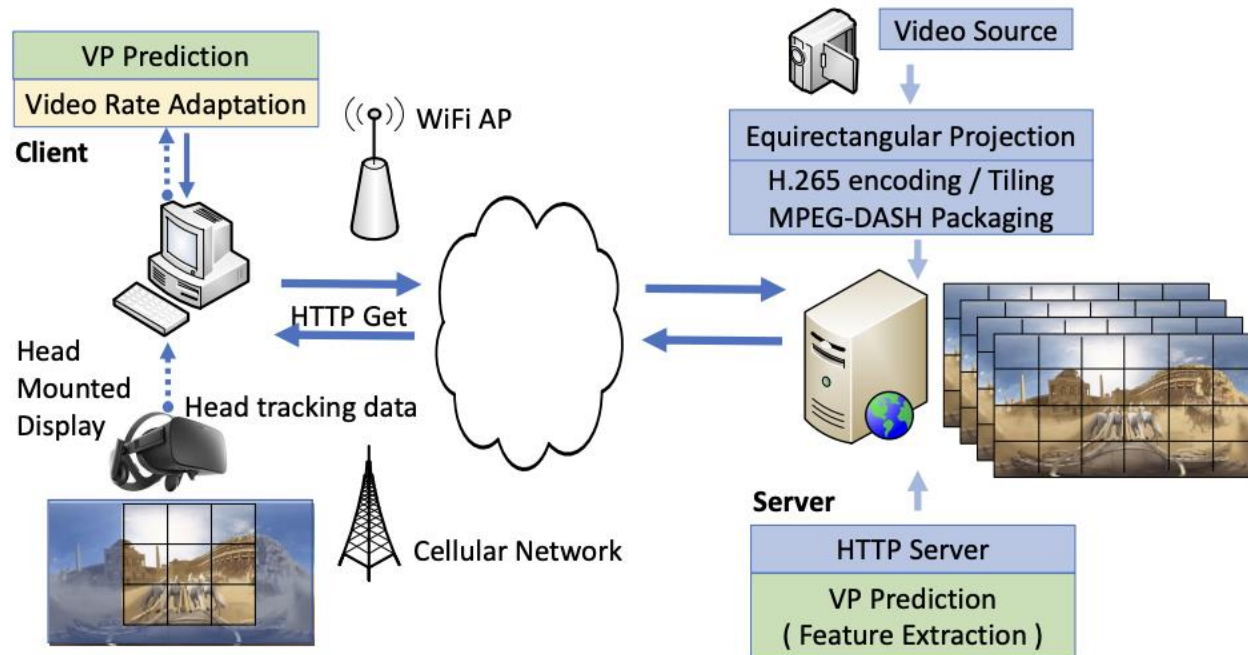 VP Prediction
Video Rate Adaptation
Client
WiFi AP
HTTP Get
Head
Mounted
Display
Head tracking data
Cellular Network
Video Source
Equirectangular Projection
H.265 encoding / Tiling
MPEG-DASH Packaging
Server
HTTP Server
VP Prediction
( Feature Extraction )